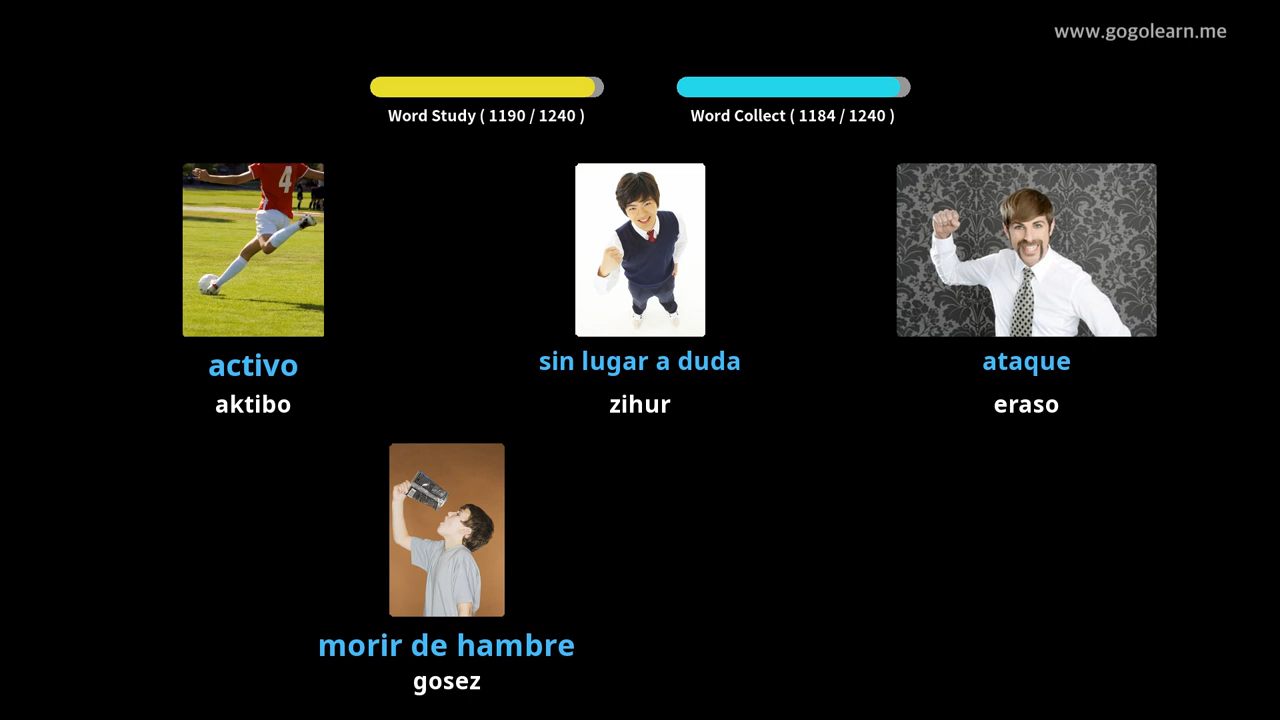 www.gogolearn.me
Word Study ( 1190 / 1240 )
Word Collect ( 1184 / 1240 )
4
activo
aktibo
sin lugar a duda
zihur
ataque
eraso
morir de hambre
gosez